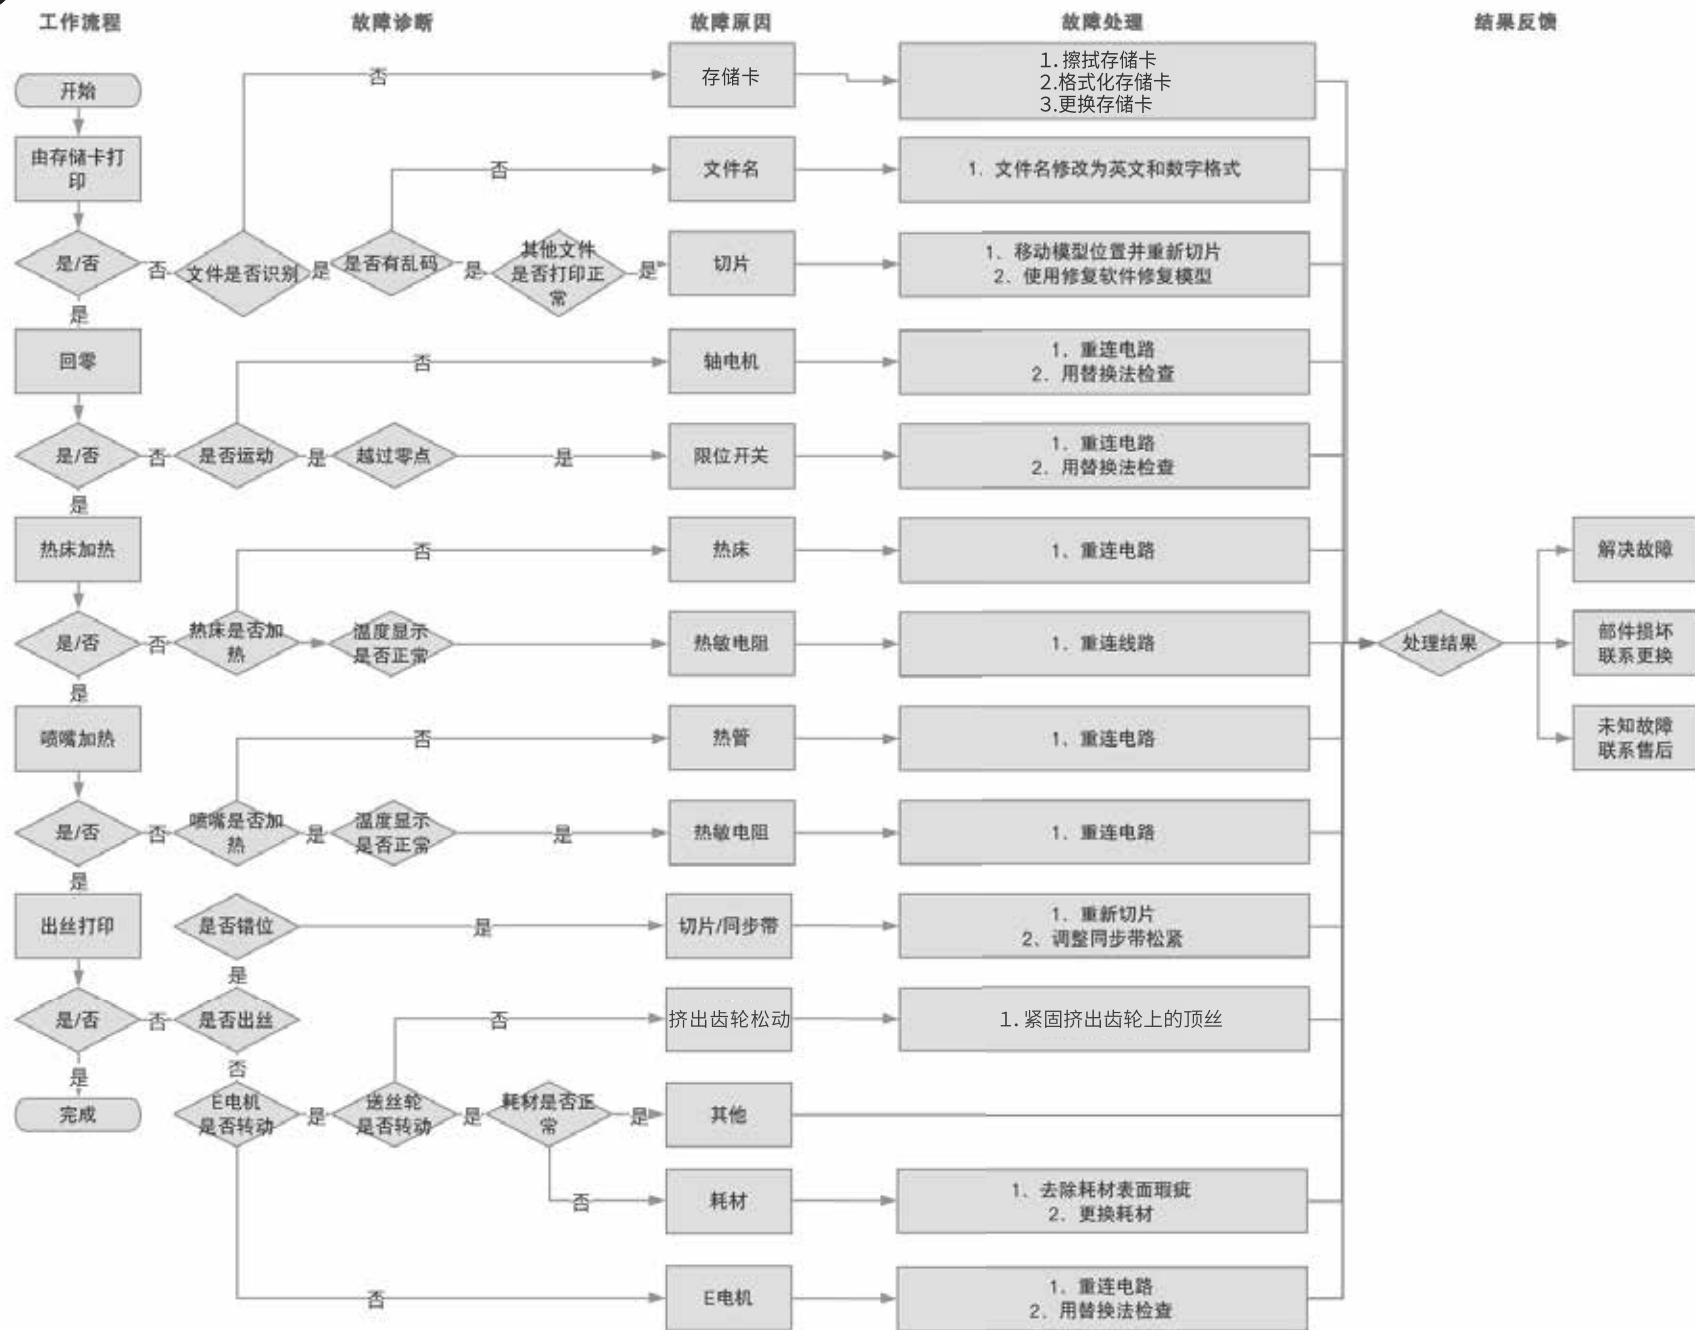 工作流程
故障诊断
故障原因
故障处理
结果反馈
开始
否
存储卡
1.擦拭存储卡
2.格式化存储卡
3.更换存储卡
由存储卡打
印
否
文件名
1. 文件名修改为英文和数字格式
是/否
否
文件是否识别
是
是否有乱码
是
其他文件
是否打印正
常
是
切片
1、移动模型位置并重新切片
2、使用修复软件修复模型
是
回零
否
轴电机
1. 重连电路
2. 用替换法检查
是/否
否
是否运动
是
越过零点
是
限位开关
1. 重连电路
2. 用替换法检查
是
热床加热
否
热床
1、重连电路
解决故障
是/否
否
热床是否加
热
温度显示
是否正常
热敏电阻
1、重连线路
处理结果
部件损坏
联系更换
是
喷嘴加热
否
热管
1、重连电路
未知故障
联系售后
是/否
否
喷嘴是否加
热
是
温度显示
是否正常
是
热敏电阻
1、重连电路
是
出丝打印
是否错位
是
切片/同步带
1、重新切片
2、调整同步带松紧
是
是/否
否
是否出丝
否
挤出齿轮松动
1.紧固挤出齿轮上的顶丝
是
否
完成
E电机
是否转动
是
送丝轮
是否转动
是
耗材是否正
常
是
其他
否
耗材
1、去除耗材表面瑕疵
2、更换耗材
否
E电机
1、重连电路
2、用替换法检查